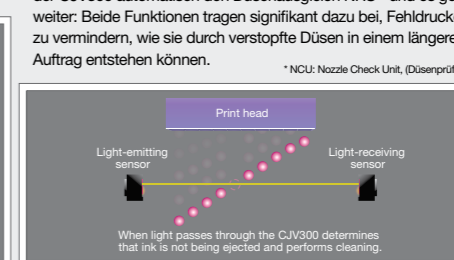 weiter: Beide Funktionen tragen signifikant dazu bei, Fehldrucke
zu vermindern, wie sie durch verstopfte Düsen in einem längere
Auftrag entstehen können.
* NCU: Nozzle Check Unit, (Düsenprüf
Print head
Light-emitting
sensor
Light-receiving
sensor
When light passes through the CJV300 determines
that ink is not being ejected and performs cleaning.